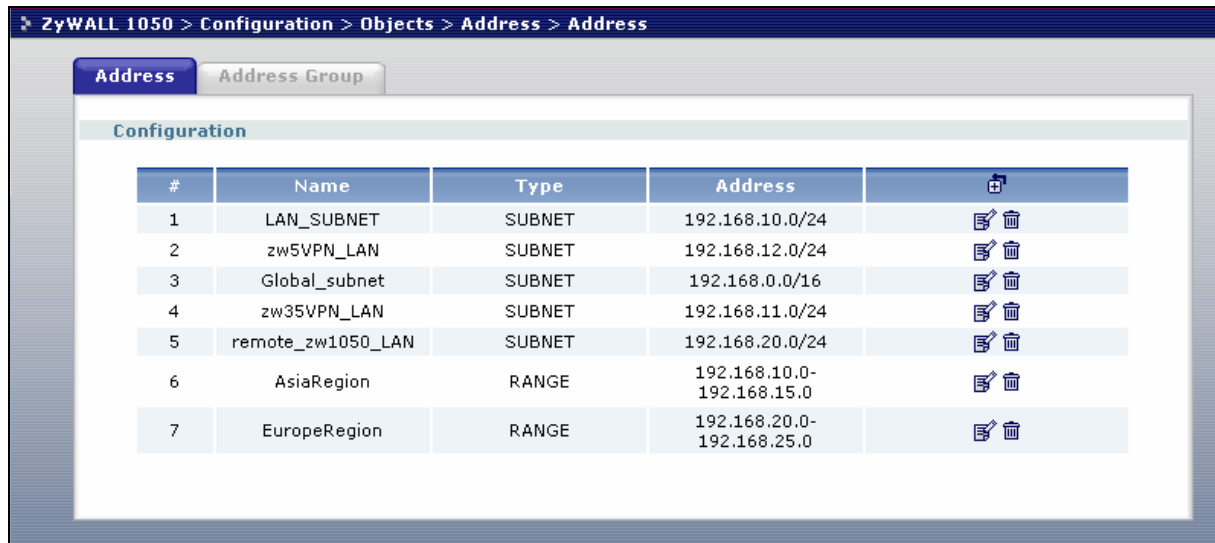 ZyWALL 1050 > Configuration > Objects > Address > Address
Address Address Group
Configuration
# Name Type Address
1 LAN_SUBNET SUBNET 192.168.10.0/24
2 zw5VPN_LAN SUBNET 192.168.12.0/24
3 Global_subnet SUBNET 192.168.0.0/16
4 zw35VPN_LAN SUBNET 192.168.11.0/24
5 remote_zw1050_LAN SUBNET 192.168.20.0/24
6 AsiaRegion RANGE 192.168.10.0-
192.168.15.0
7 EuropeRegion RANGE 192.168.20.0-
192.168.25.0